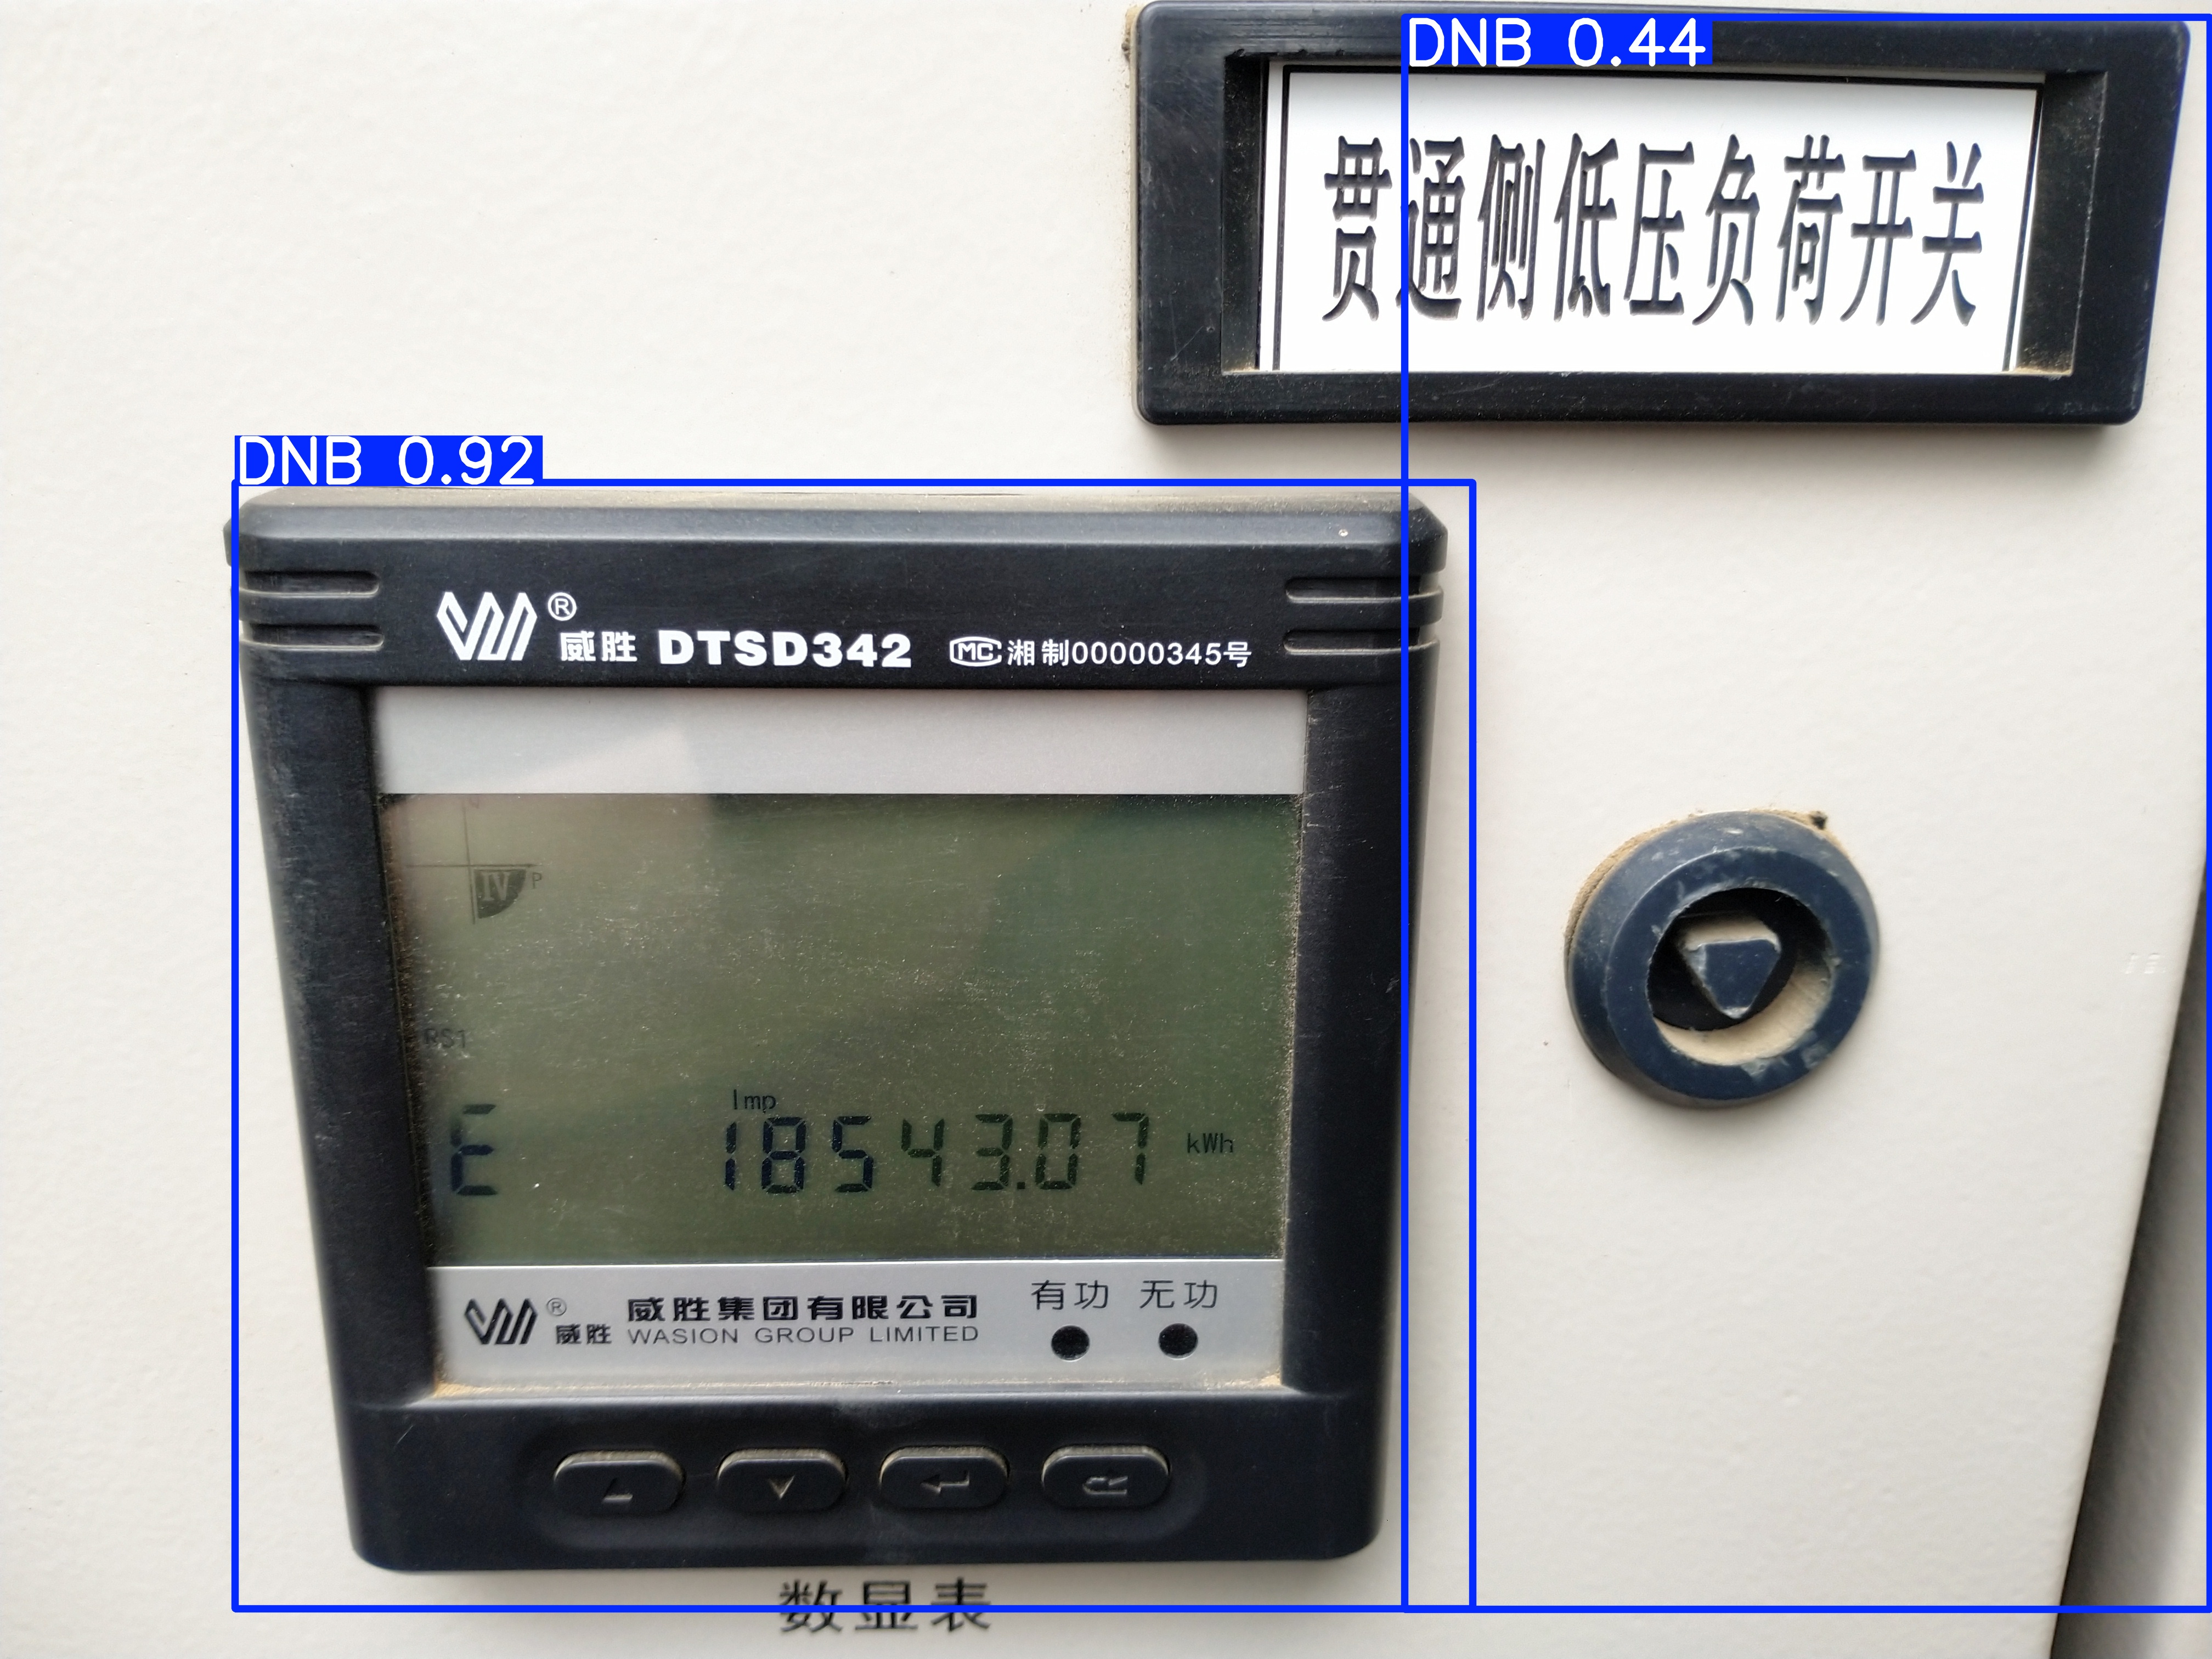 DNB 0.44
贯通侧低压负荷开关
DNB 0.92
® 威胜 DTSD342 MC 湘制00000345号
N
IV P
RS1
Imp
E 18543.07 kWh
有功 无功
® 威胜 威胜集团有限公司
WASION GROUP LIMITED
数显表